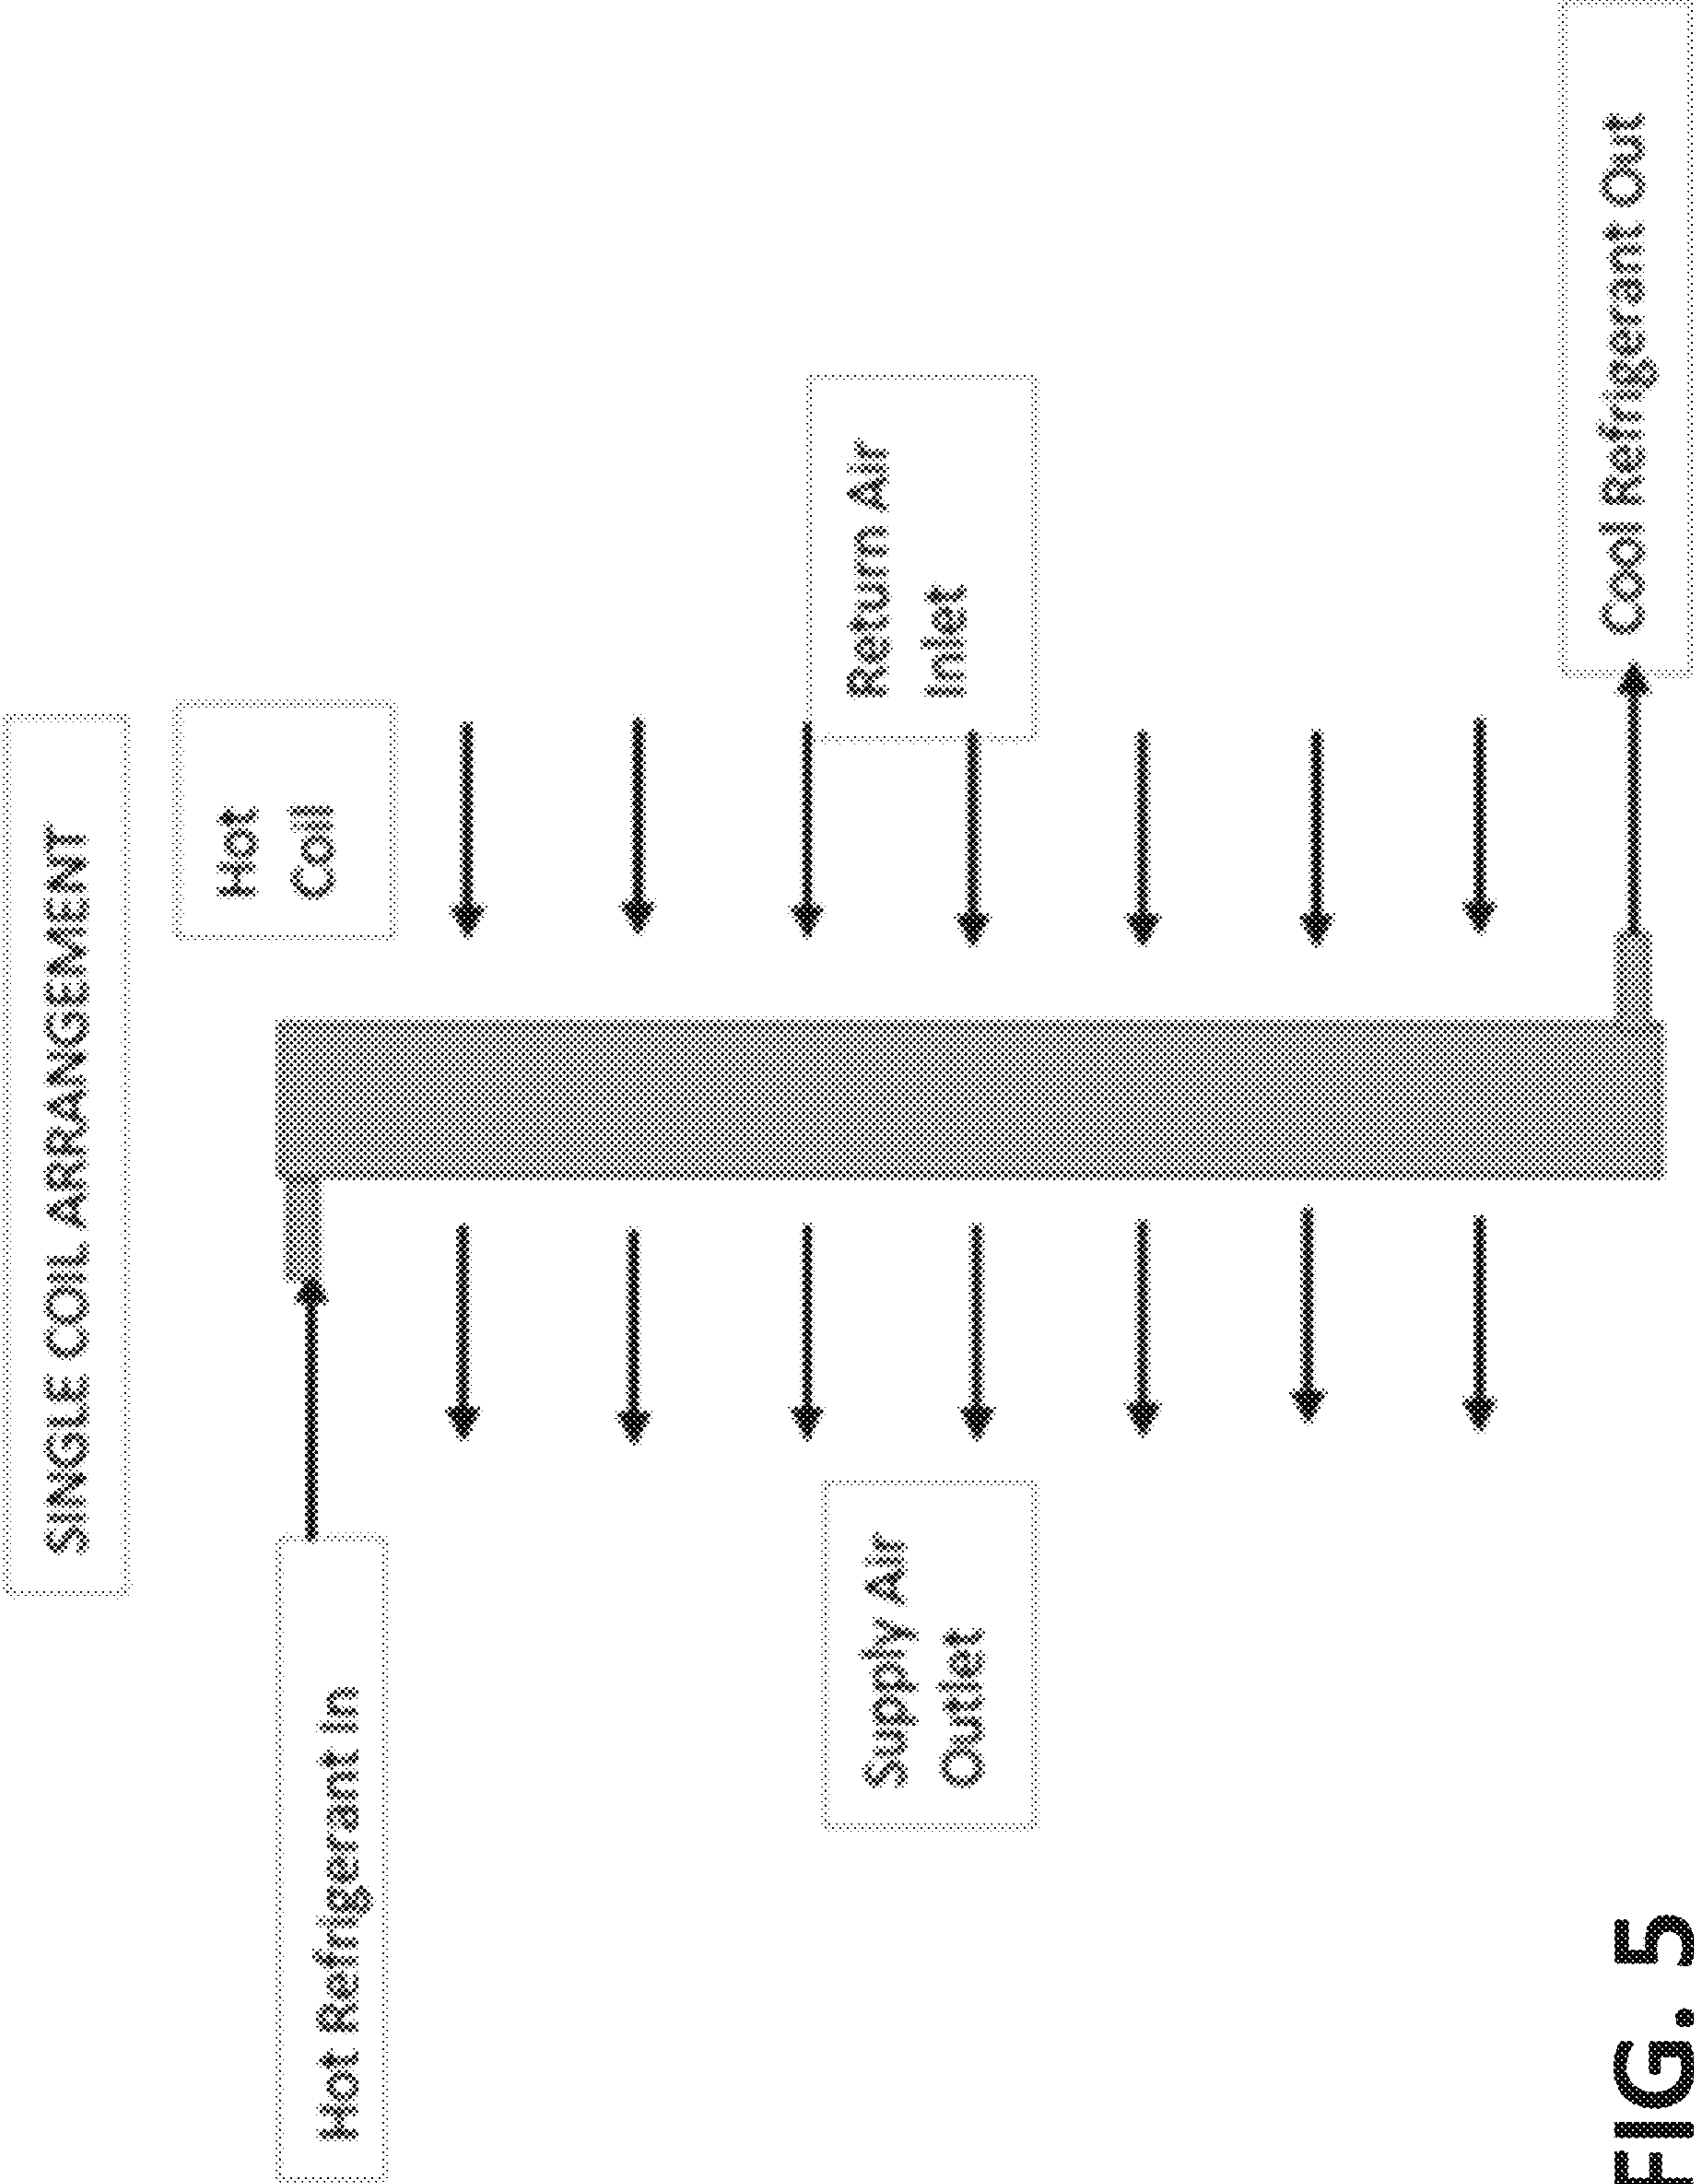 SINGLE COIL ARRANGEMENT
Hot
Coil
Hot Refrigerant In
Return Air
Inlet
Supply Air
Outlet
Cool Refrigerant Out
FIG. 5